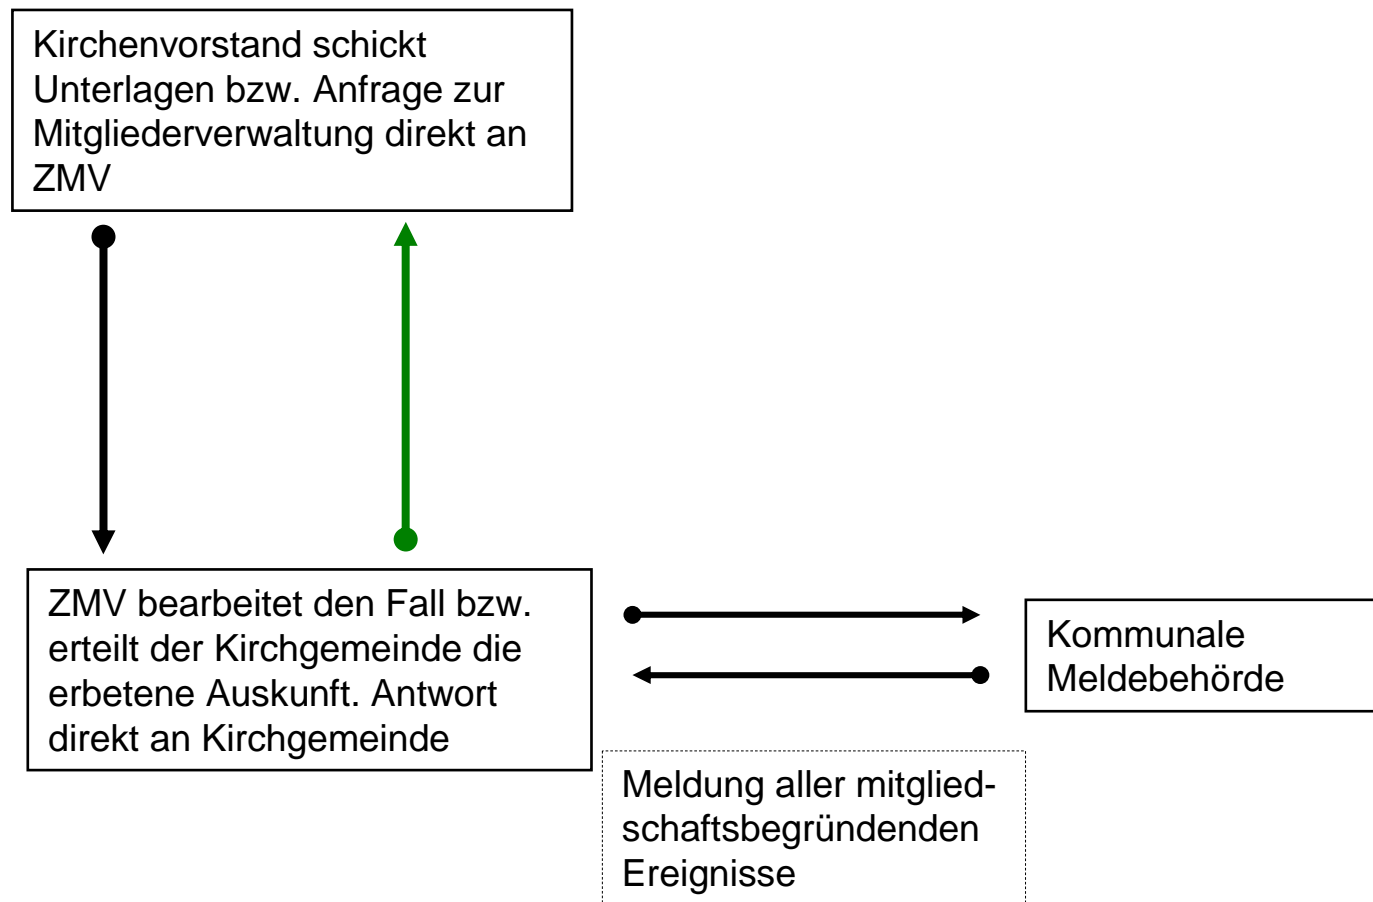 Kirchenvorstand schickt
Unterlagen bzw. Anfrage zur
Mitgliederverwaltung direkt an
ZMV
ZMV bearbeitet den Fall bzw.
erteilt der Kirchgemeinde die
erbetene Auskunft. Antwort
direkt an Kirchgemeinde
Kommunale
Meldebehörde
Meldung aller mitglied-
schaftsbegründenden
Ereignisse